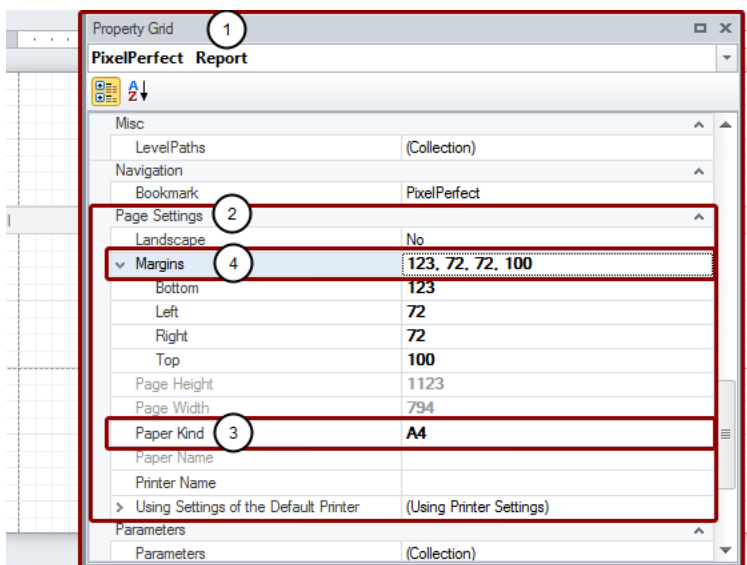 Property Grid 1
PixelPerfect Report
A
Z
Misc
LevelPaths (Collection)
Navigation
Bookmark PixelPerfect
Page Settings 2
Landscape No
Margins 4 123, 72, 72, 100
Bottom 123
Left 72
Right 72
Top 100
Page Height 1123
Page Width 794
Paper Kind 3 A4
Paper Name
Printer Name
Using Settings of the Default Printer (Using Printer Settings)
Parameters
Parameters (Collection)